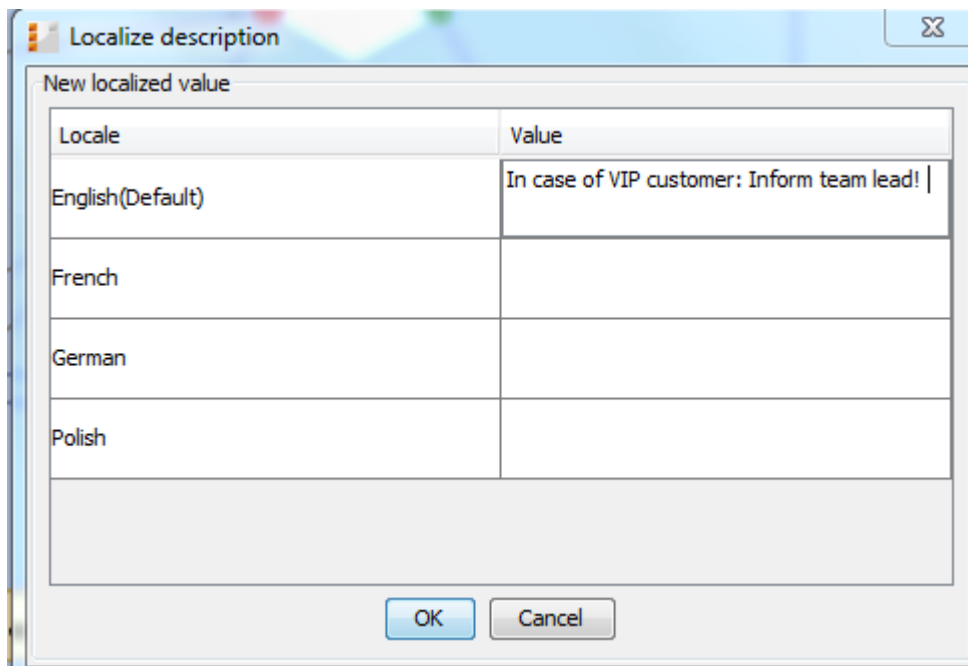 Localize description
New localized value
Locale Value
English(Default) In case of VIP customer: Inform team lead!
French
German
Polish
OK Cancel